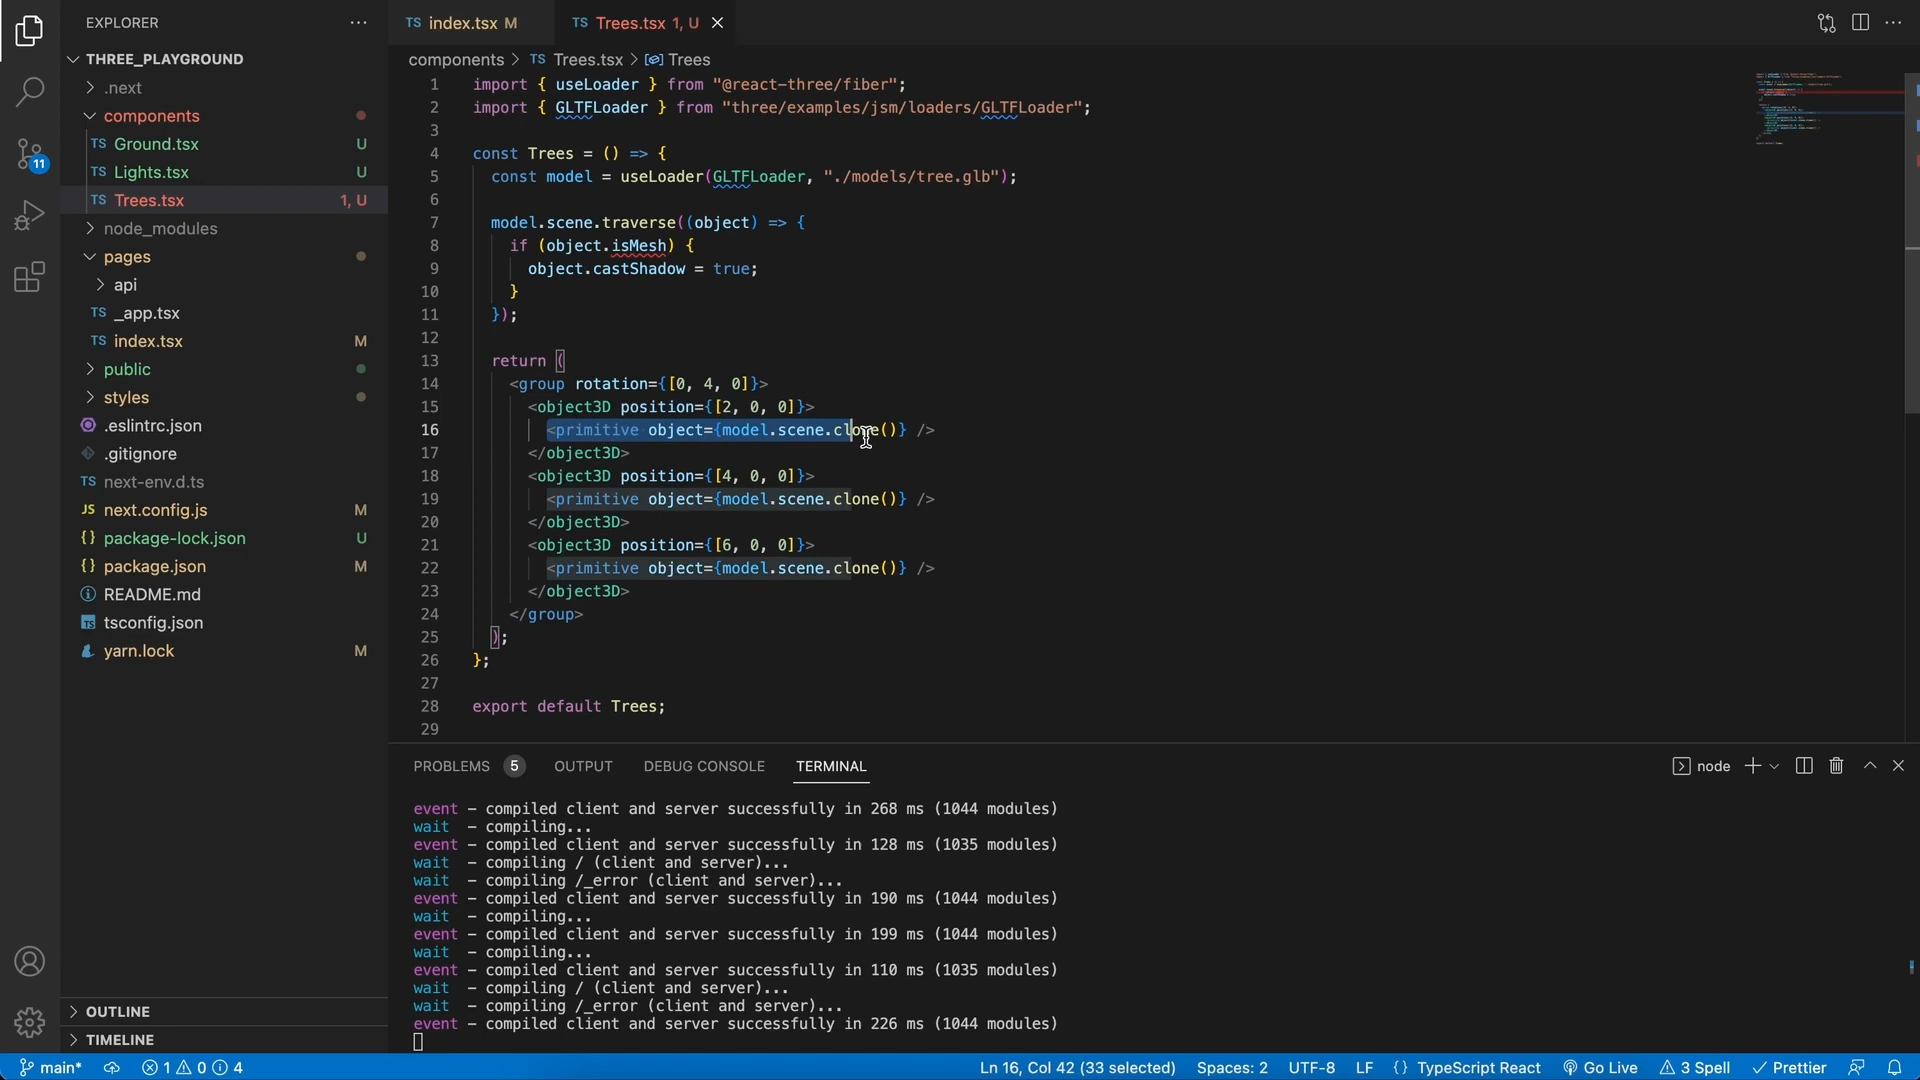 EXPLORER
THREE_PLAYGROUND
.next
components
TS Ground.tsx U
TS Lights.tsx U
TS Trees.tsx 1, U
node_modules
pages
api
TS _app.tsx
TS index.tsx M
public
styles
.eslintrc.json
.gitignore
next-env.d.ts
JS next.config.js M
{} package-lock.json U
{} package.json M
README.md
tsconfig.json
yarn.lock M
OUTLINE
TIMELINE
11
TS index.tsx M
TS Trees.tsx 1, U
components > TS Trees.tsx > Trees
1 import { useLoader } from "@react-three/fiber";
2 import { GLTFLoader } from "three/examples/jsm/loaders/GLTFLoader";
3
4 const Trees = () => {
5 const model = useLoader(GLTFLoader, "./models/tree.glb");
6
7 model.scene.traverse((object) => {
8 if (object.isMesh) {
9 object.castShadow = true;
10 }
11 });
12
13 return (
14 <group rotation={[0, 4, 0]}>
15 <object3D position={[2, 0, 0]}>
16 <primitive object={model.scene.clone()} />
17 </object3D>
18 <object3D position={[4, 0, 0]}>
19 <primitive object={model.scene.clone()} />
20 </object3D>
21 <object3D position={[6, 0, 0]}>
22 <primitive object={model.scene.clone()} />
23 </object3D>
24 </group>
25 );
26 };
27
28 export default Trees;
29
PROBLEMS 5 OUTPUT DEBUG CONSOLE TERMINAL node
event – compiled client and server successfully in 268 ms (1044 modules)
wait – compiling...
event – compiled client and server successfully in 128 ms (1035 modules)
wait – compiling / (client and server)...
wait – compiling /_error (client and server)...
event – compiled client and server successfully in 190 ms (1044 modules)
wait – compiling...
event – compiled client and server successfully in 199 ms (1044 modules)
wait – compiling...
event – compiled client and server successfully in 110 ms (1035 modules)
wait – compiling / (client and server)...
wait – compiling /_error (client and server)...
event – compiled client and server successfully in 226 ms (1044 modules)
main* 1 0 4 Ln 16, Col 42 (33 selected) Spaces: 2 UTF-8 LF {} TypeScript React Go Live 3 Spell Prettier